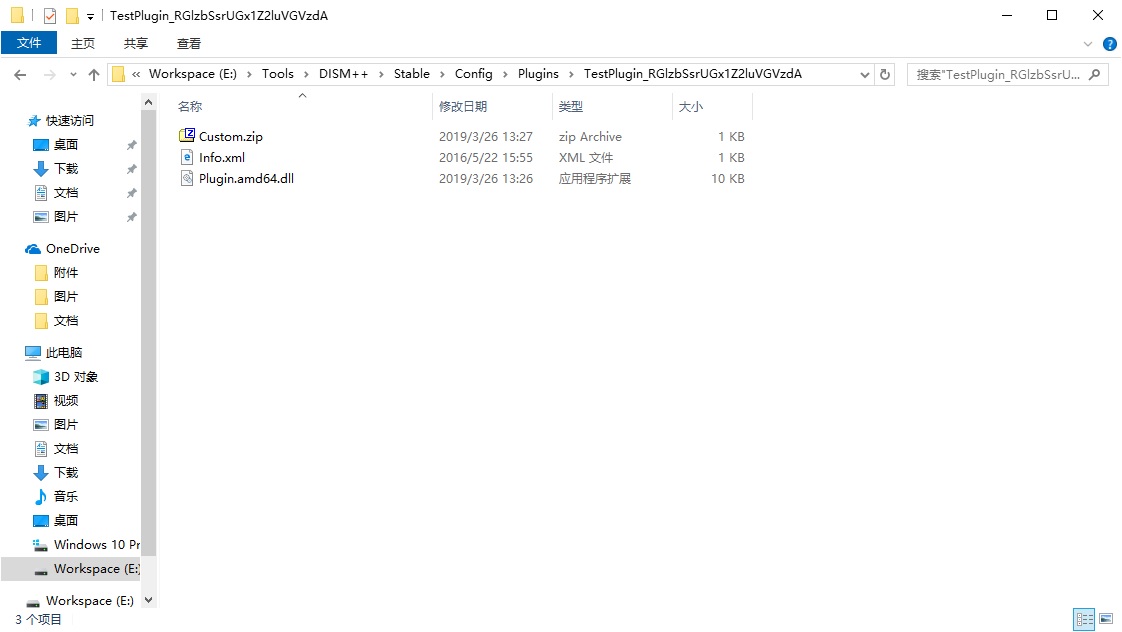 TestPlugin_RGlzbSsrUGx1Z2luVGVzdA
文件 主页 共享 查看
« Workspace (E:) › Tools › DISM++ › Stable › Config › Plugins › TestPlugin_RGlzbSsrUGx1Z2luVGVzdA
搜索"TestPlugin_RGlzbSsrU...
名称 修改日期 类型 大小
Custom.zip 2019/3/26 13:27 zip Archive 1 KB
Info.xml 2016/5/22 15:55 XML 文件 1 KB
Plugin.amd64.dll 2019/3/26 13:26 应用程序扩展 10 KB
快速访问
桌面
下载
文档
图片
OneDrive
附件
图片
文档
此电脑
3D 对象
视频
图片
文档
下载
音乐
桌面
Windows 10 Pr
Workspace (E:)
Workspace (E:)
3 个项目